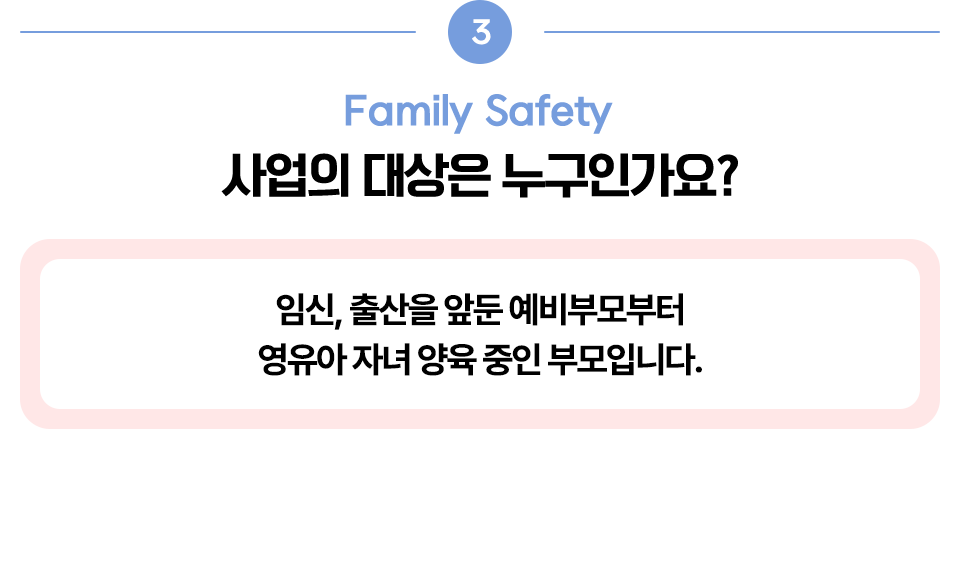 3
Family Safety
사업의 대상은 누구인가요?
임신, 출산을 앞둔 예비부모부터
영유아 자녀 양육 중인 부모입니다.